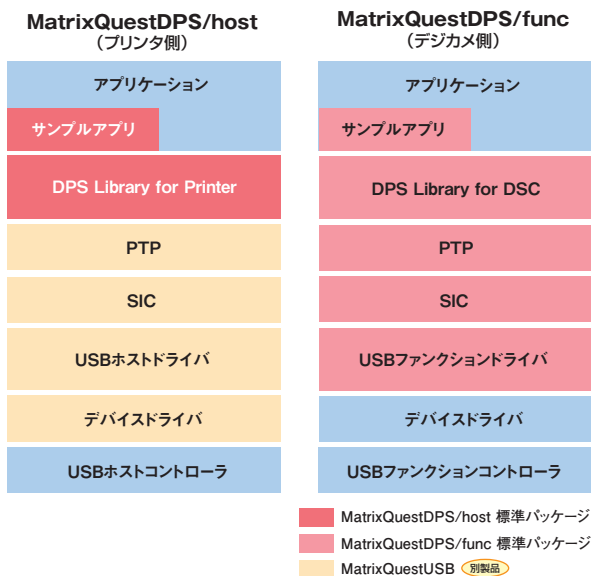 MatrixQuestDPS/host
（プリンタ側）
アプリケーション
サンプルアプリ
DPS Library for Printer
PTP
SIC
USBホストドライバ
デバイスドライバ
USBホストコントローラ
MatrixQuestDPS/func
（デジカメ側）
アプリケーション
サンプルアプリ
DPS Library for DSC
PTP
SIC
USBファンクションドライバ
デバイスドライバ
USBファンクションコントローラ
MatrixQuestDPS/host 標準パッケージ
MatrixQuestDPS/func 標準パッケージ
MatrixQuestUSB 別製品